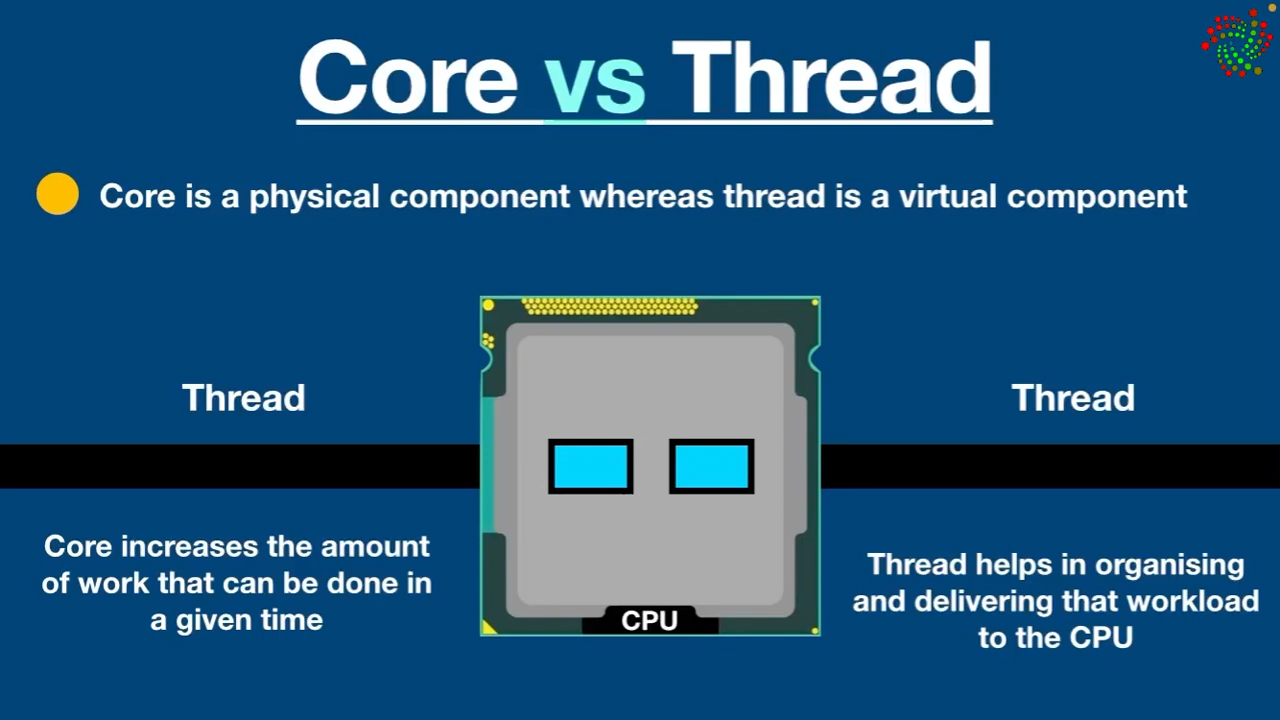 Core vs Thread
Core is a physical component whereas thread is a virtual component
Thread
Thread
Core increases the amount
of work that can be done in
a given time
Thread helps in organising
and delivering that workload
to the CPU
CPU